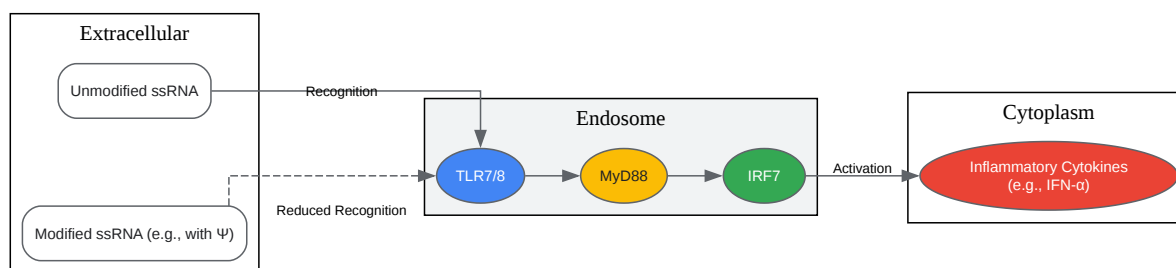 Extracellular
Unmodified ssRNA
Recognition
Modified ssRNA (e.g., with Ψ)
Reduced Recognition
Endosome
TLR7/8
MyD88
IRF7
Activation
Cytoplasm
Inflammatory Cytokines
(e.g., IFN-α)